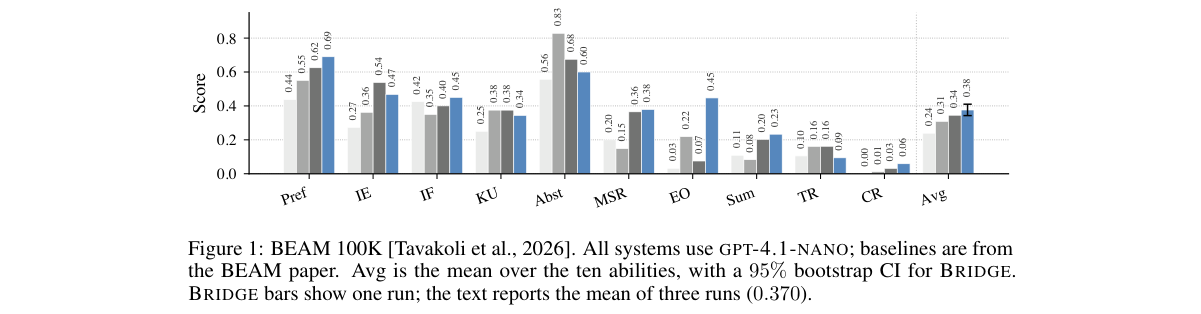 0.8
0.6
0.4
0.2
0.0
Score
0.44 0.55 0.62 0.69
0.27 0.36 0.54 0.47
0.42 0.35 0.40 0.45
0.25 0.38 0.38 0.34
0.56 0.83 0.68 0.60
0.20 0.15 0.36 0.38
0.03 0.22 0.07 0.45
0.11 0.08 0.20 0.23
0.10 0.16 0.16 0.09
0.00 0.01 0.03 0.06
0.24 0.31 0.34 0.38
Pref IE IF KU Abst MSR EO Sum TR CR Avg
Figure 1: BEAM 100K [Tavakoli et al., 2026]. All systems use GPT-4.1-NANO; baselines are from
the BEAM paper. Avg is the mean over the ten abilities, with a 95% bootstrap CI for BRIDGE.
BRIDGE bars show one run; the text reports the mean of three runs (0.370).